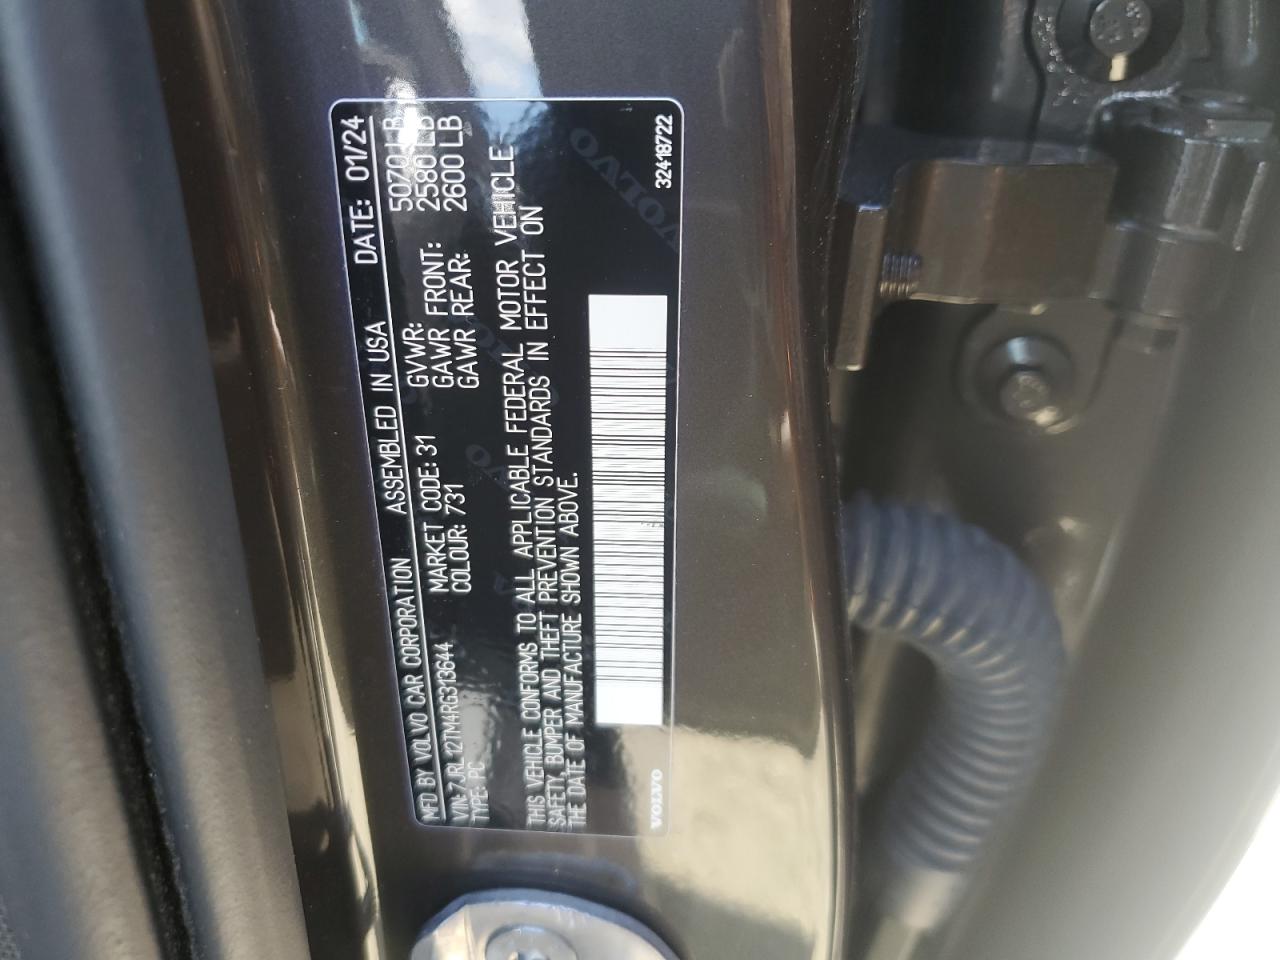 MFD BY VOLVO CAR CORPORATION ASSEMBLED IN USA DATE: 01/24
VIN: 7JRL12TM4RG313644 MARKET CODE: 31 GVWR: 5070 LB
TYPE: PC COLOUR: 731 GAWR FRONT: 2580 LB
GAWR REAR: 2600 LB
THIS VEHICLE CONFORMS TO ALL APPLICABLE FEDERAL MOTOR VEHICLE
SAFETY, BUMPER AND THEFT PREVENTION STANDARDS IN EFFECT ON
THE DATE OF MANUFACTURE SHOWN ABOVE.
VOLVO 32418722